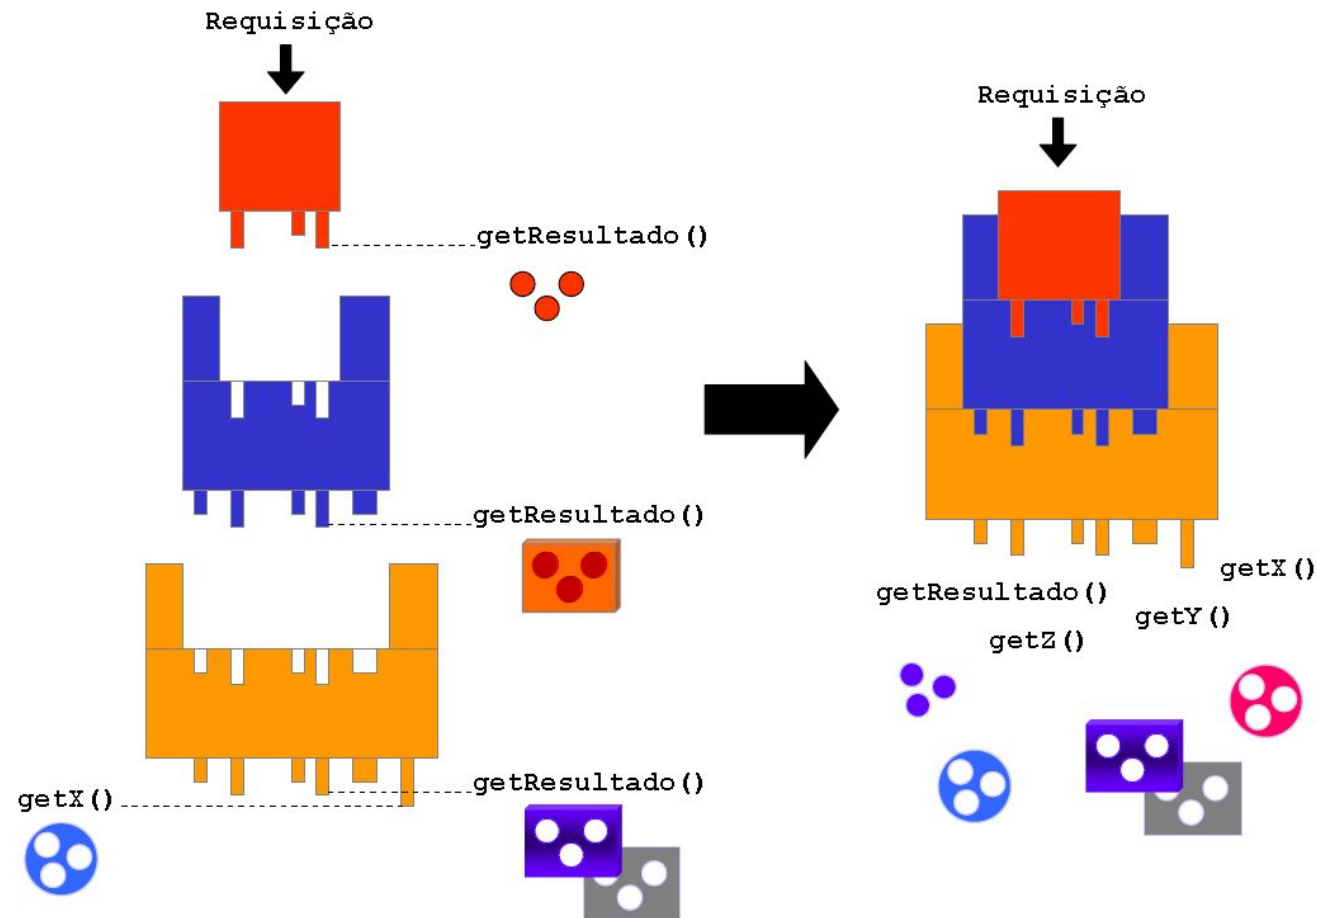 Requisição
getResultado()
getResultado()
getResultado()
getX()
Requisição
getX()
getResultado()
getY()
getZ()